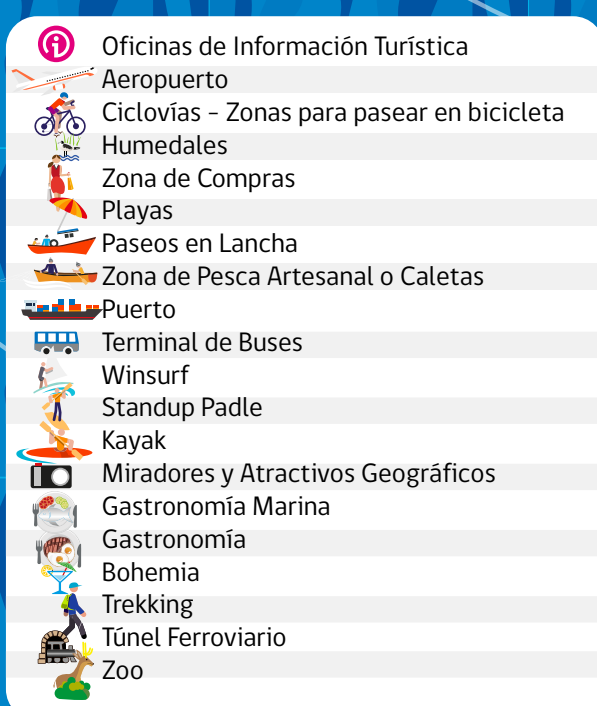 Oficinas de Información Turística
Aeropuerto
Ciclovías - Zonas para pasear en bicicleta
Humedales
Zona de Compras
Playas
Paseos en Lancha
Zona de Pesca Artesanal o Caletas
Puerto
Terminal de Buses
Winsurf
Standup Padle
Kayak
Miradores y Atractivos Geográficos
Gastronomía Marina
Gastronomía
Bohemia
Trekking
Túnel Ferroviario
Zoo